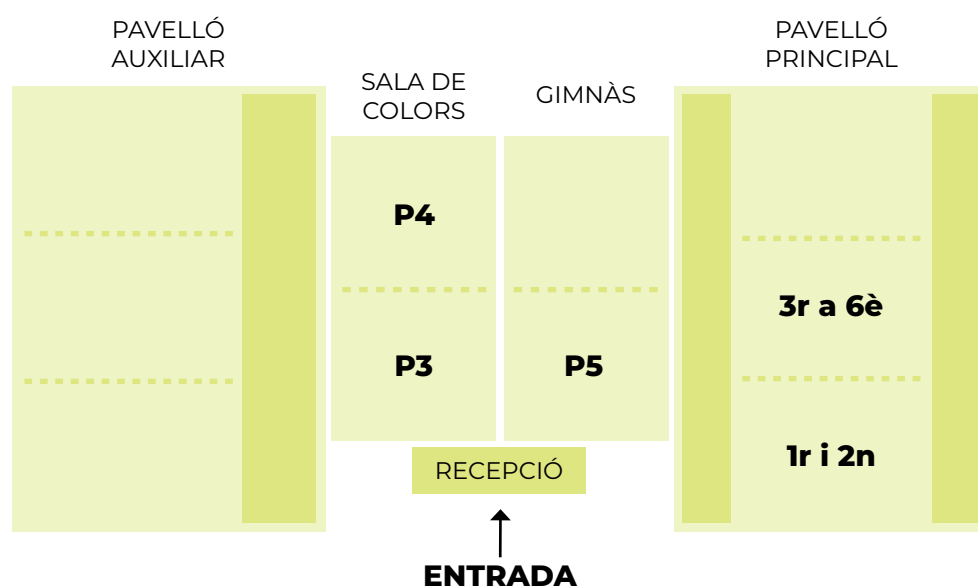 PAVELLÓ
AUXILIAR
SALA DE
COLORS
GIMNÀS
PAVELLÓ
PRINCIPAL
P4
3r a 6è
P3
P5
1r i 2n
RECEPCIÓ
ENTRADA